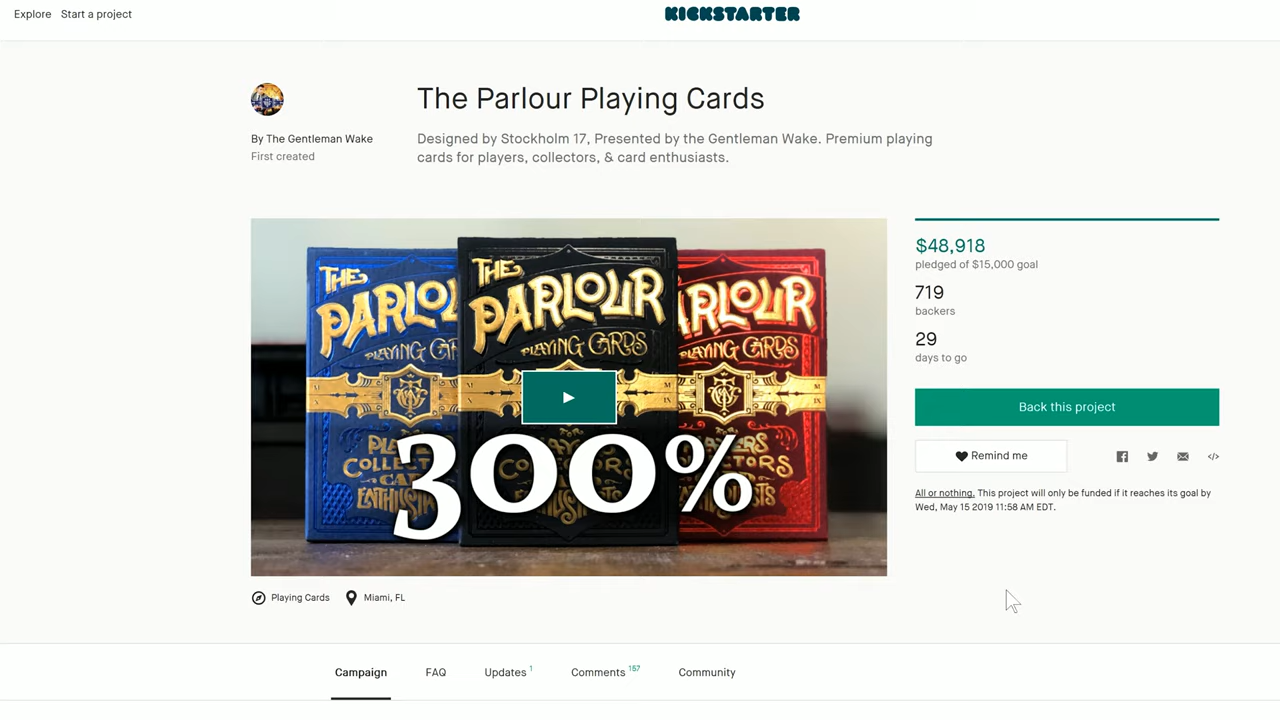 Explore Start a project
KICKSTARTER
The Parlour Playing Cards
By The Gentleman Wake
First created
Designed by Stockholm 17, Presented by the Gentleman Wake. Premium playing
cards for players, collectors, & card enthusiasts.
THE
PARLOUR
PLAYING CARDS
300%
$48,918
pledged of $15,000 goal
719
backers
29
days to go
Back this project
Remind me
All or nothing. This project will only be funded if it reaches its goal by
Wed, May 15 2019 11:58 AM EDT.
Playing Cards Miami, FL
Campaign FAQ Updates 1 Comments 157 Community